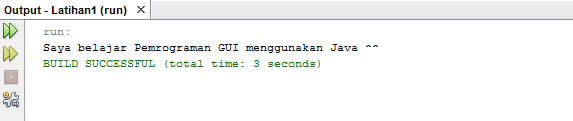 Output - Latihan1 (run)
run:
Saya belajar Pemrograman GUI menggunakan Java ^^
BUILD SUCCESSFUL (total time: 3 seconds)